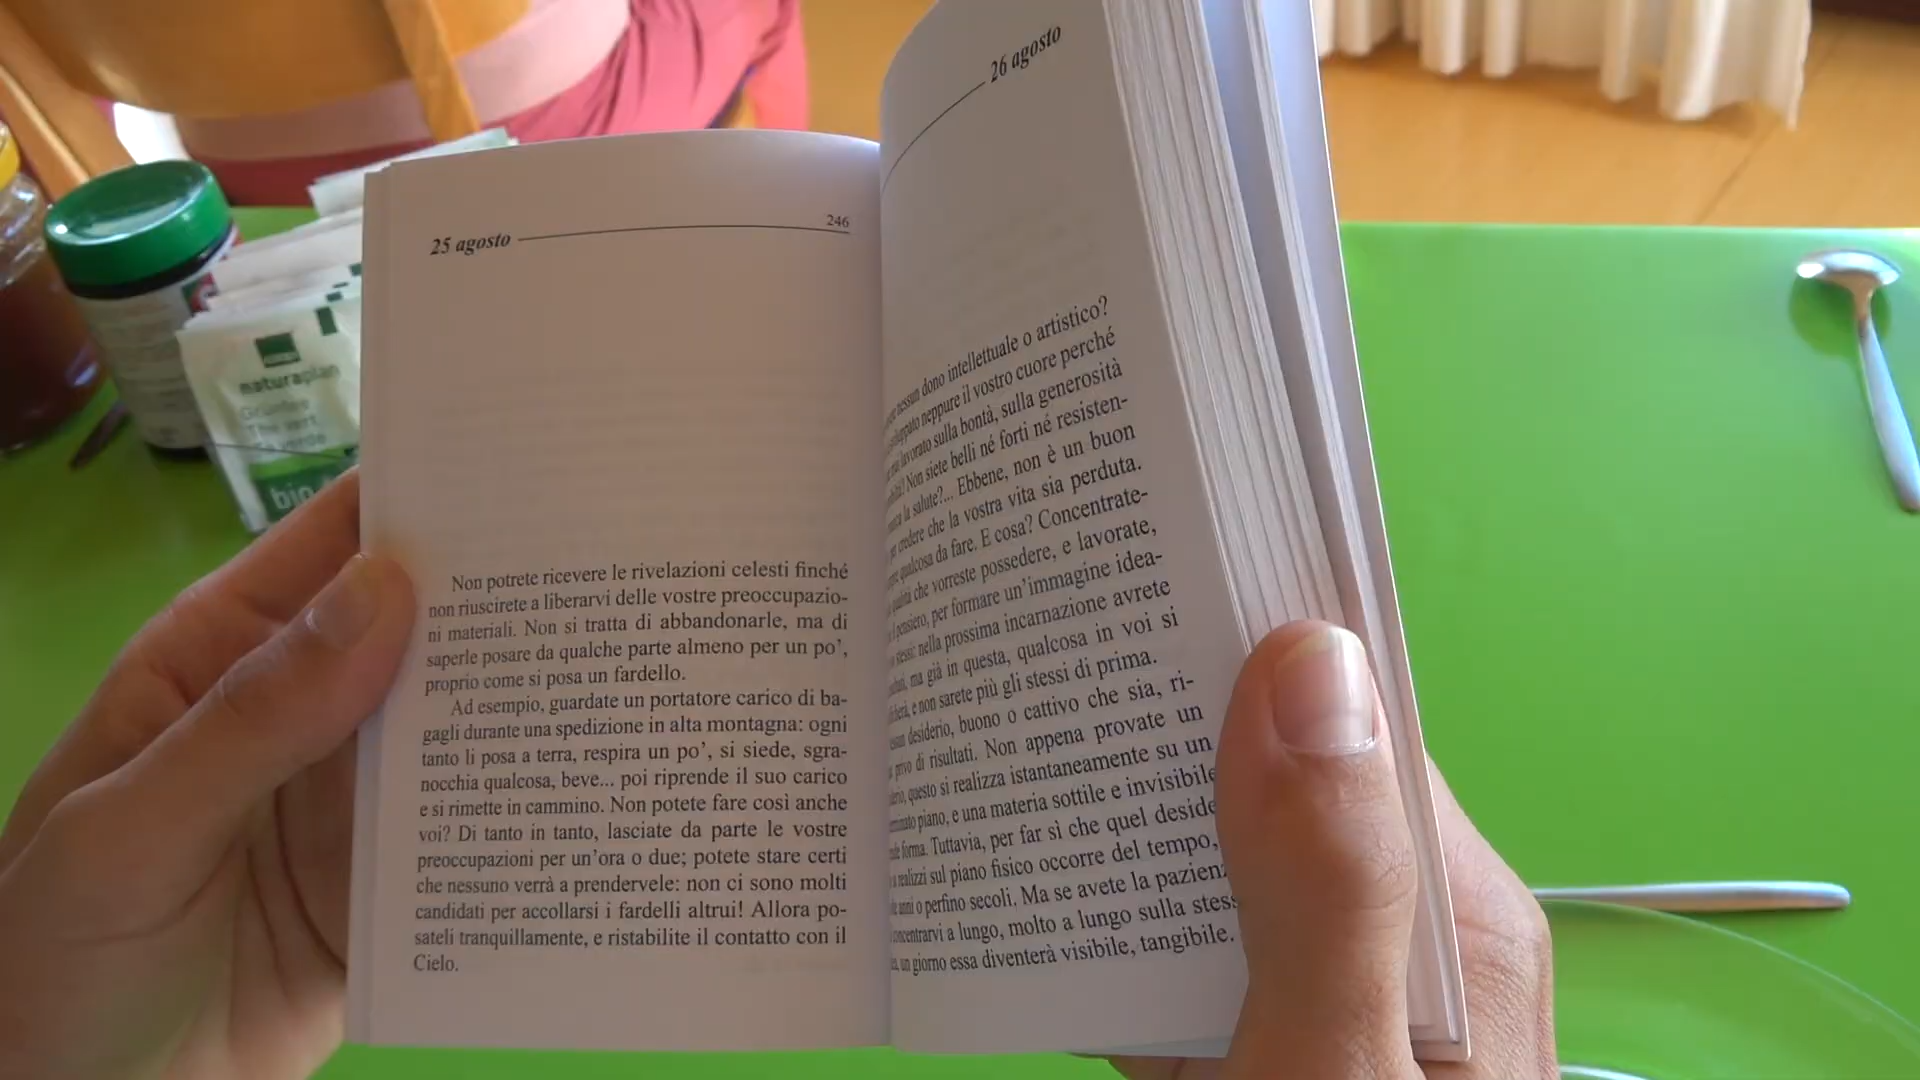 naturaplan
Grüntee
Thé vert
verde
bio
25 agosto
246
Non potrete ricevere le rivelazioni celesti finché
non riuscirete a liberarvi delle vostre preoccupazio-
ni materiali. Non si tratta di abbandonarle, ma di
saperle posare da qualche parte almeno per un po’,
proprio come si posa un fardello.
Ad esempio, guardate un portatore carico di ba-
gagli durante una spedizione in alta montagna: ogni
tanto li posa a terra, respira un po’, si siede, sgra-
nocchia qualcosa, beve... poi riprende il suo carico
e si rimette in cammino. Non potete fare così anche
voi? Di tanto in tanto, lasciate da parte le vostre
preoccupazioni per un’ora o due; potete stare certi
che nessuno verrà a prendervele: non ci sono molti
candidati per accollarsi i fardelli altrui! Allora po-
sateli tranquillamente, e ristabilite il contatto con il
Cielo.
26 agosto
nessun dono intellettuale o artistico?
neppure il vostro cuore perché
lavorato sulla bontà, sulla generosità
Non siete belli né forti né resisten-
la salute?... Ebbene, non è un buon
credere che la vostra vita sia perduta.
qualcosa da fare. E cosa? Concentrate-
che vorreste possedere, e lavorate,
pensiero, per formare un’immagine idea-
stessi: nella prossima incarnazione avrete
ma già in questa, qualcosa in voi si
e non sarete più gli stessi di prima.
desiderio, buono o cattivo che sia, ri-
privo di risultati. Non appena provate un
questo si realizza istantaneamente su un
piano, e una materia sottile e invisibile
forma. Tuttavia, per far sì che quel
realizzi sul piano fisico occorre del tempo,
anni o perfino secoli. Ma se avete la
a lungo, molto a lungo sulla
un giorno essa diventerà visibile, tangibile.